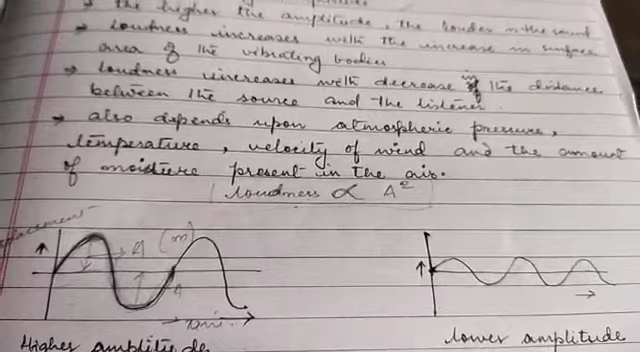 → the higher the amplitude, the louder is the sound
→ loudness increases with the increase in surface
area of the vibrating bodies
→ loudness increases with decrease in the distance
between the source and the listener.
→ also depends upon atmospheric pressure,
temperature, velocity of wind and the amount
of moisture present in the air.
loudness ∝ A²
A (m)
A
→
Higher amplitude
lower amplitude